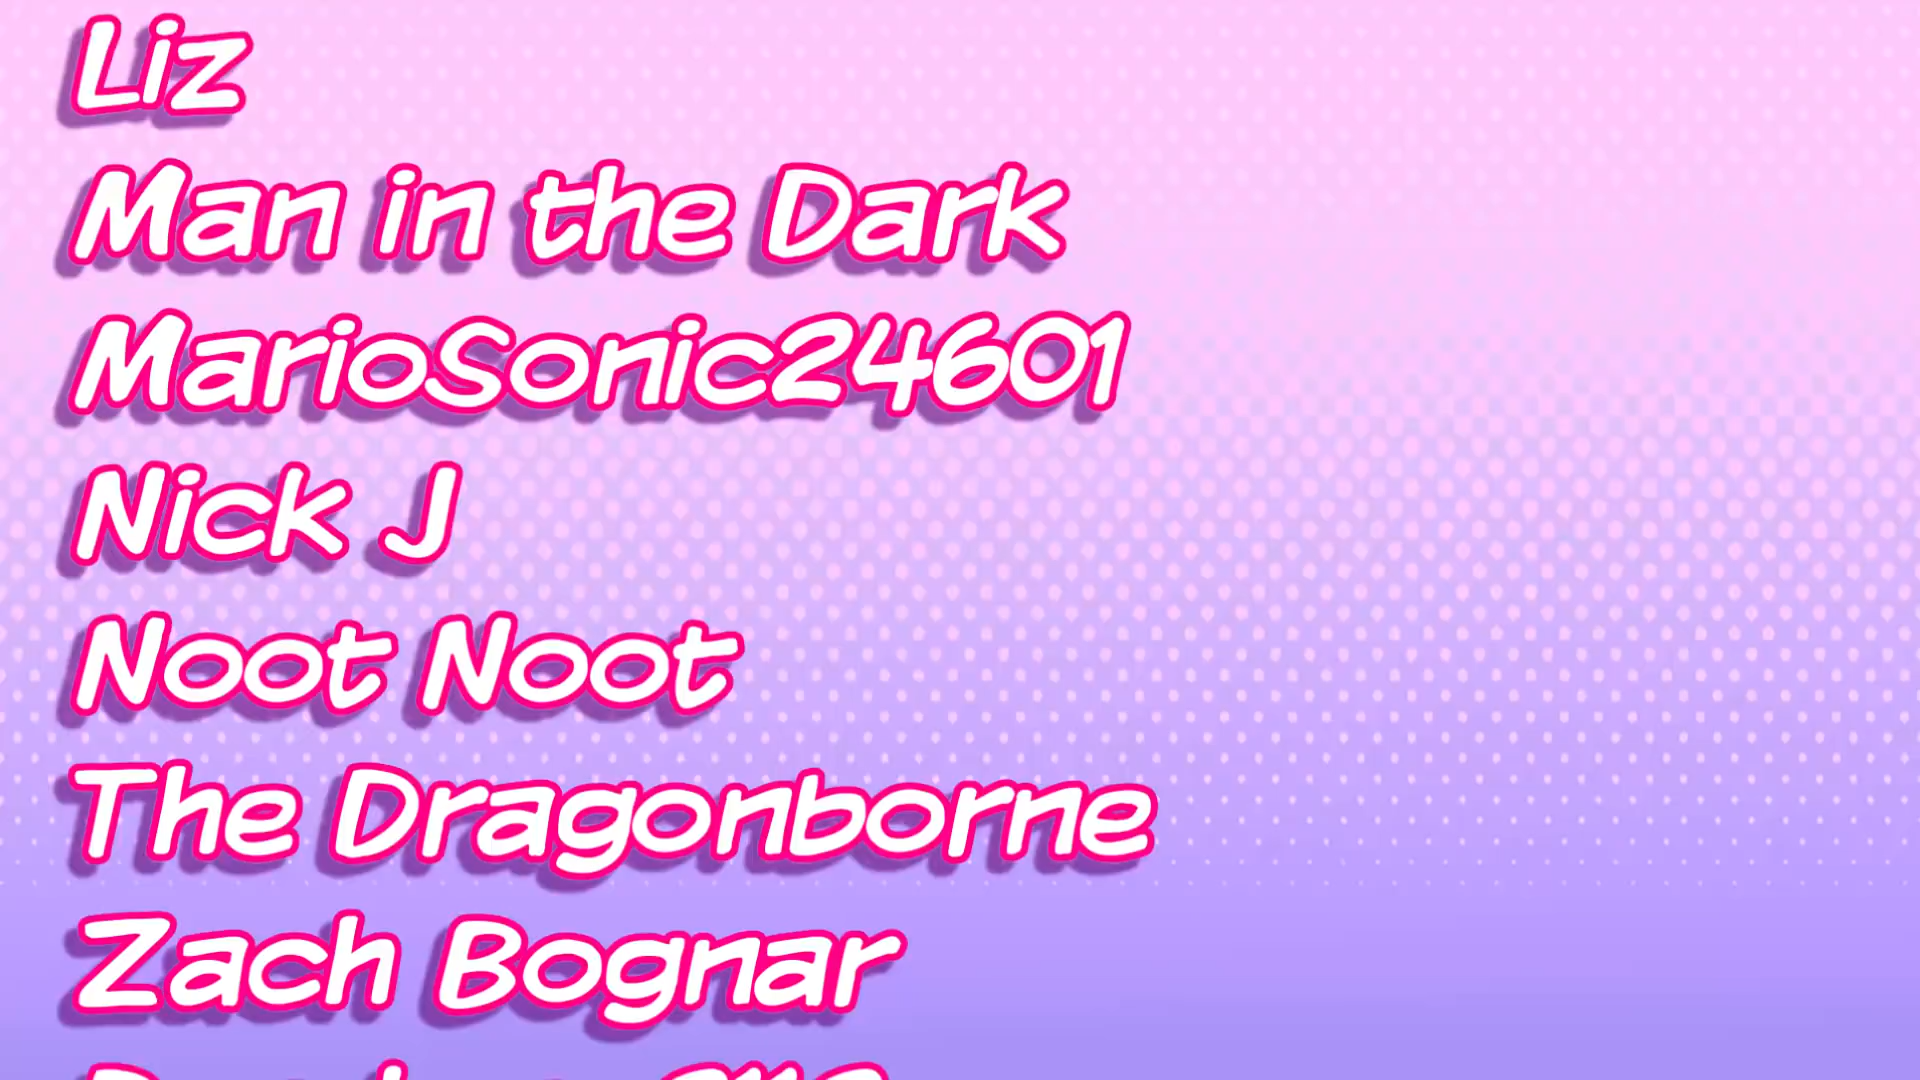 Liz
Man in the Dark
MarioSonic24601
Nick J
Noot Noot
The Dragonborne
Zach Bognar